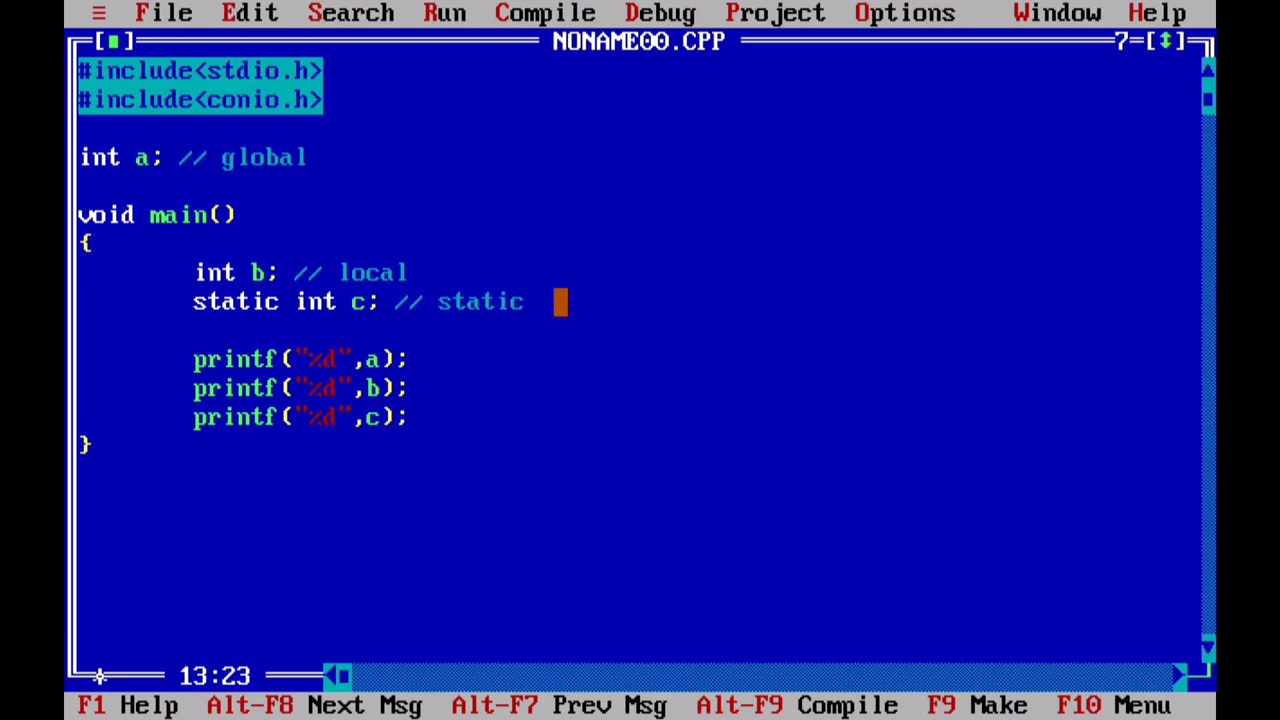 ≡ File Edit Search Run Compile Debug Project Options Window Help
[■] NONAME00.CPP 7=[↕]
#include<stdio.h>
#include<conio.h>
int a; // global
void main()
{
int b; // local
static int c; // static
printf("%d",a);
printf("%d",b);
printf("%d",c);
}
13:23
F1 Help Alt-F8 Next Msg Alt-F7 Prev Msg Alt-F9 Compile F9 Make F10 Menu